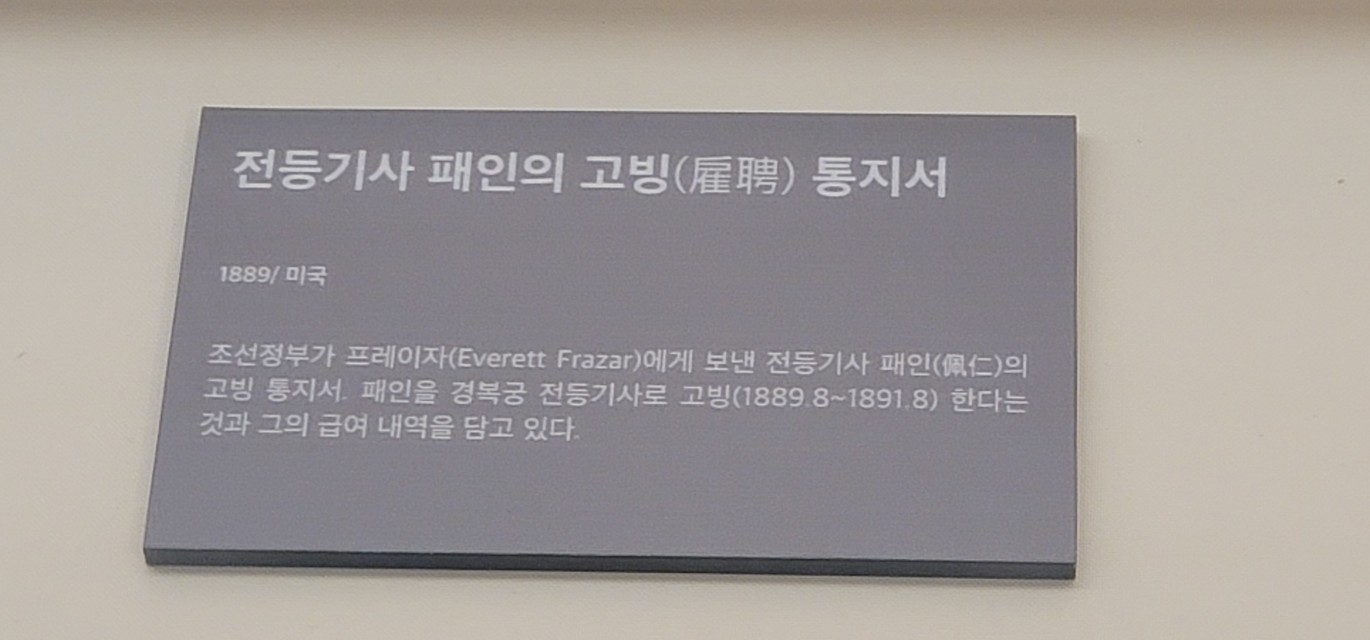 전등기사 패인의 고빙(雇聘) 통지서
1889/ 미국
조선정부가 프레이자(Everett Frazar)에게 보낸 전등기사 패인(佩仁)의
고빙 통지서. 패인을 경복궁 전등기사로 고빙(1889.8~1891.8) 한다는
것과 그의 급여 내역을 담고 있다.